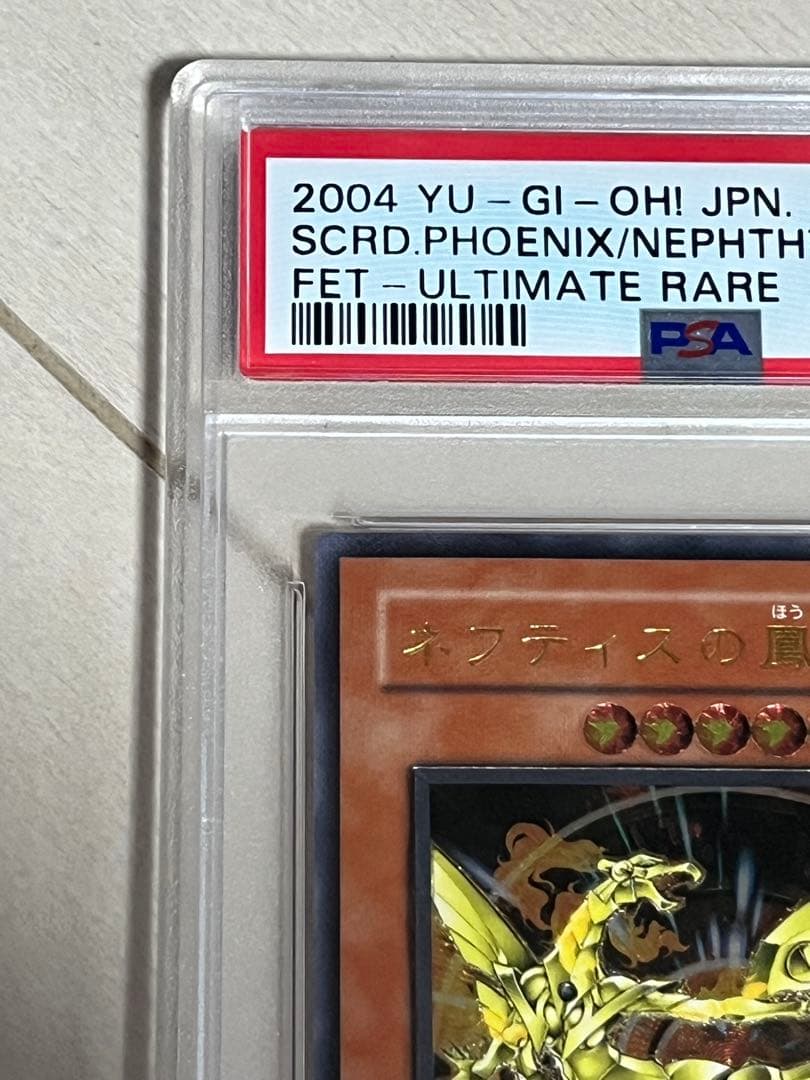 2004 YU-GI-OH! JPN.
SCRD.PHOENIX/NEPHTHY
FET-ULTIMATE RARE
PSA
ほう
ネフティスの鳳